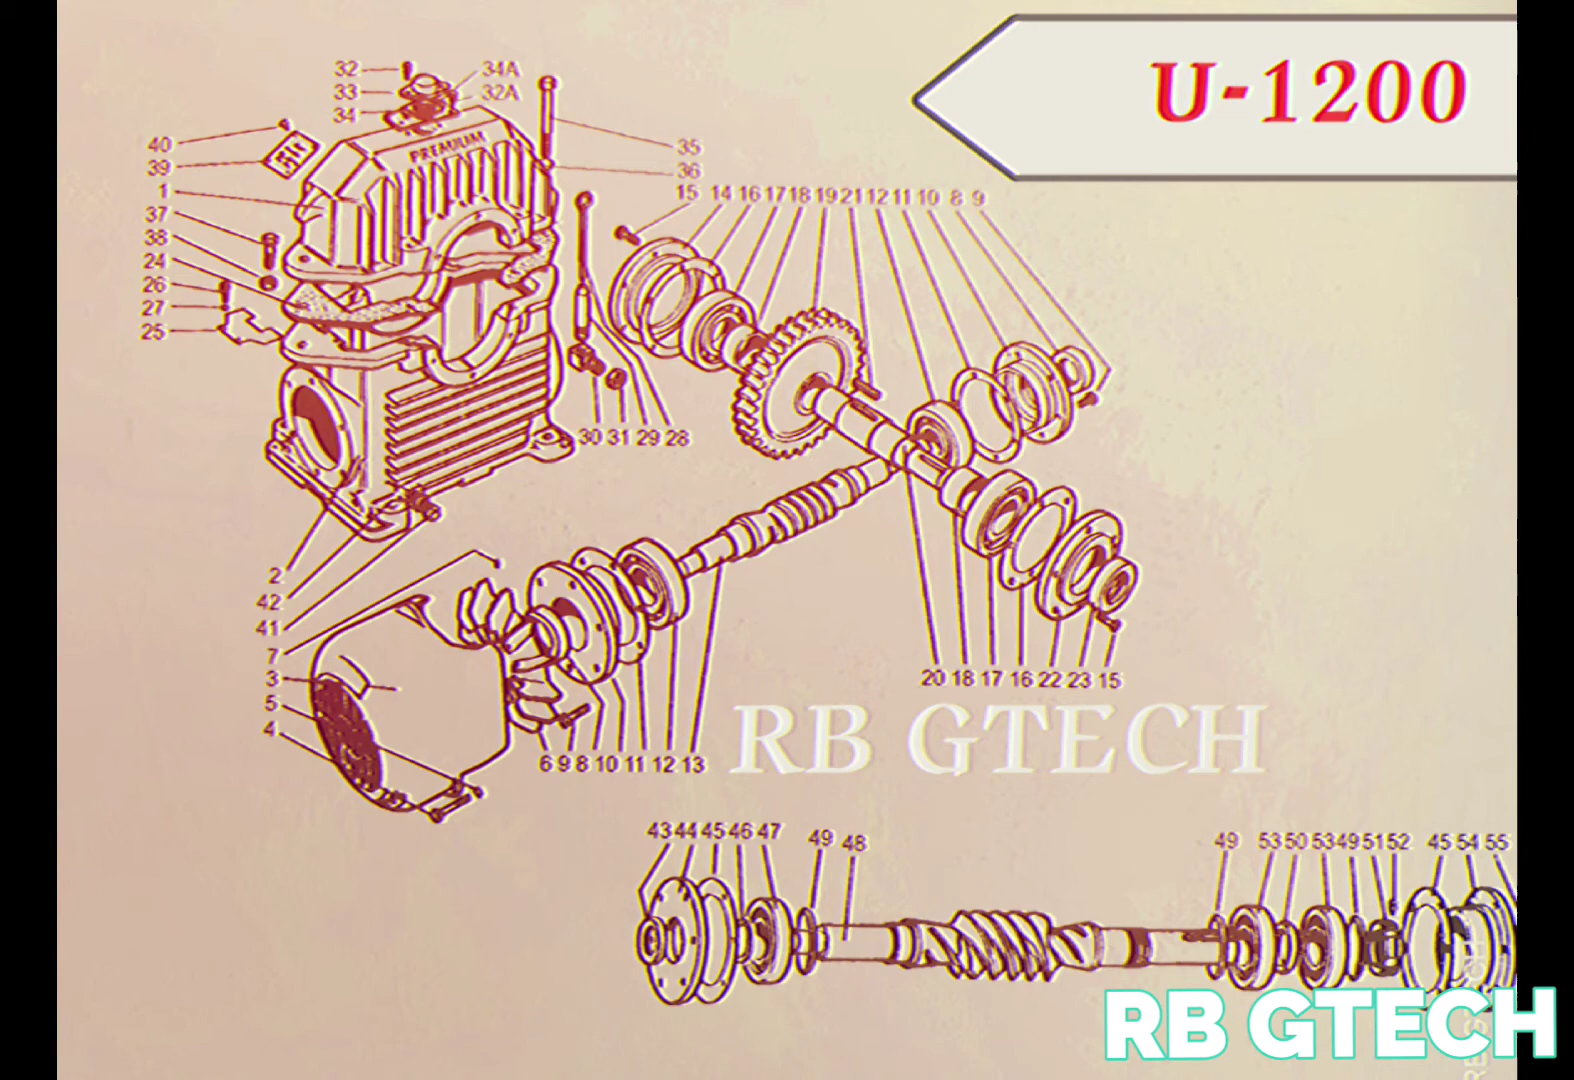 U-1200
32
33
34
34A
32A
PREMIUM
40
39
1
37
38
24
26
27
25
35
36
15 14 16 17 18 19 21 12 11 10 8 9
30 31 29 28
2
42
41
7
3
5
4
20 18 17 16 22 23 15
6 9 8 10 11 12 13
RB GTECH
43 44 45 46 47 49 48
49 53 50 53 49 51 52 45 54 55
RB GTECH